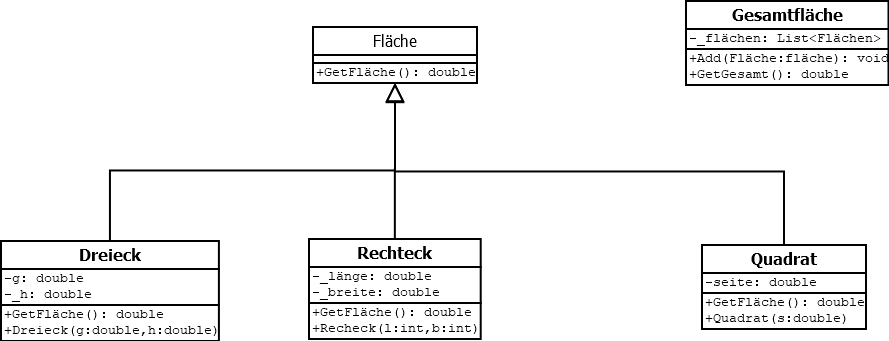 Fläche
+GetFläche(): double
Gesamtfläche
-_flächen: List<Flächen>
+Add(Fläche:fläche): void
+GetGesamt(): double
Dreieck
-g: double
-_h: double
+GetFläche(): double
+Dreieck(g:double,h:double)
Rechteck
-_länge: double
-_breite: double
+GetFläche(): double
+Recheck(l:int,b:int)
Quadrat
-seite: double
+GetFläche(): double
+Quadrat(s:double)